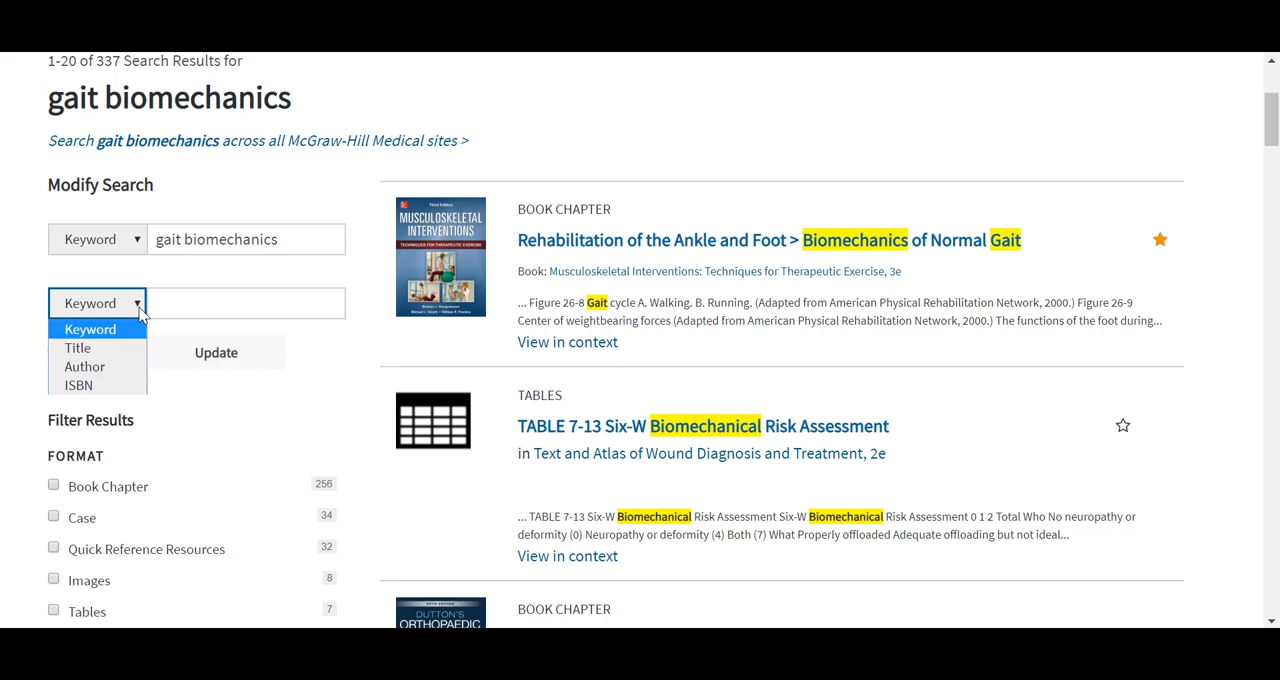 1-20 of 337 Search Results for
gait biomechanics
Search gait biomechanics across all McGraw-Hill Medical sites >
Modify Search
Keyword ▼ gait biomechanics
Keyword ▼
Keyword
Title
Author
ISBN
Update
Filter Results
FORMAT
Book Chapter 256
Case 34
Quick Reference Resources 32
Images 8
Tables 7
Third Edition
MUSCULOSKELETAL
INTERVENTIONS
TECHNIQUES FOR THERAPEUTIC EXERCISE
BOOK CHAPTER
Rehabilitation of the Ankle and Foot > Biomechanics of Normal Gait
Book: Musculoskeletal Interventions: Techniques for Therapeutic Exercise, 3e
... Figure 26-8 Gait cycle A. Walking. B. Running. (Adapted from American Physical Rehabilitation Network, 2000.) Figure 26-9
Center of weightbearing forces (Adapted from American Physical Rehabilitation Network, 2000.) The functions of the foot during...
View in context
TABLES
TABLE 7-13 Six-W Biomechanical Risk Assessment
in Text and Atlas of Wound Diagnosis and Treatment, 2e
... TABLE 7-13 Six-W Biomechanical Risk Assessment Six-W Biomechanical Risk Assessment 0 1 2 Total Who No neuropathy or
deformity (0) Neuropathy or deformity (4) Both (7) What Properly offloaded Adequate offloading but not ideal...
View in context
DUTTON'S
ORTHOPAEDIC
BOOK CHAPTER